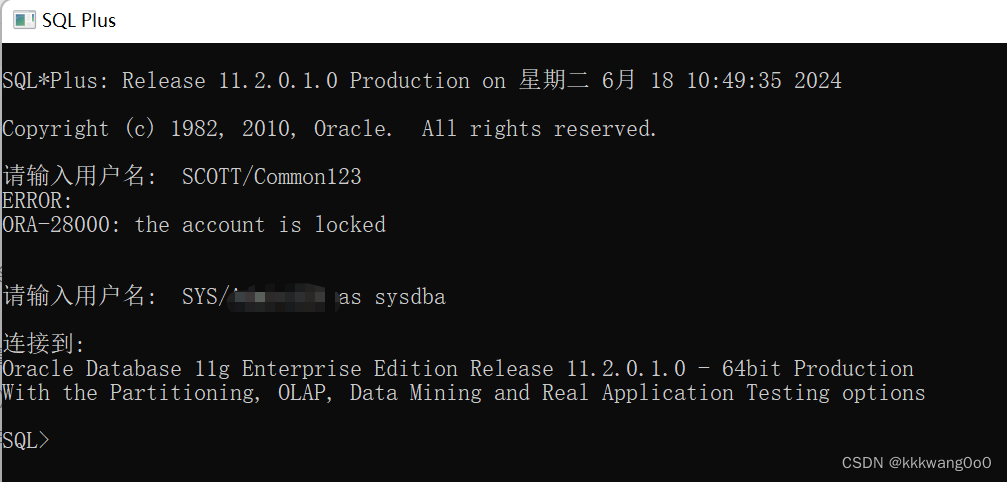 SQL Plus
SQL*Plus: Release 11.2.0.1.0 Production on 星期二 6月 18 10:49:35 2024
Copyright (c) 1982, 2010, Oracle.  All rights reserved.
请输入用户名:  SCOTT/Common123
ERROR:
ORA-28000: the account is locked
请输入用户名:  SYS/ as sysdba
连接到:
Oracle Database 11g Enterprise Edition Release 11.2.0.1.0 - 64bit Production
With the Partitioning, OLAP, Data Mining and Real Application Testing options
SQL>
CSDN @kkkwang0o0